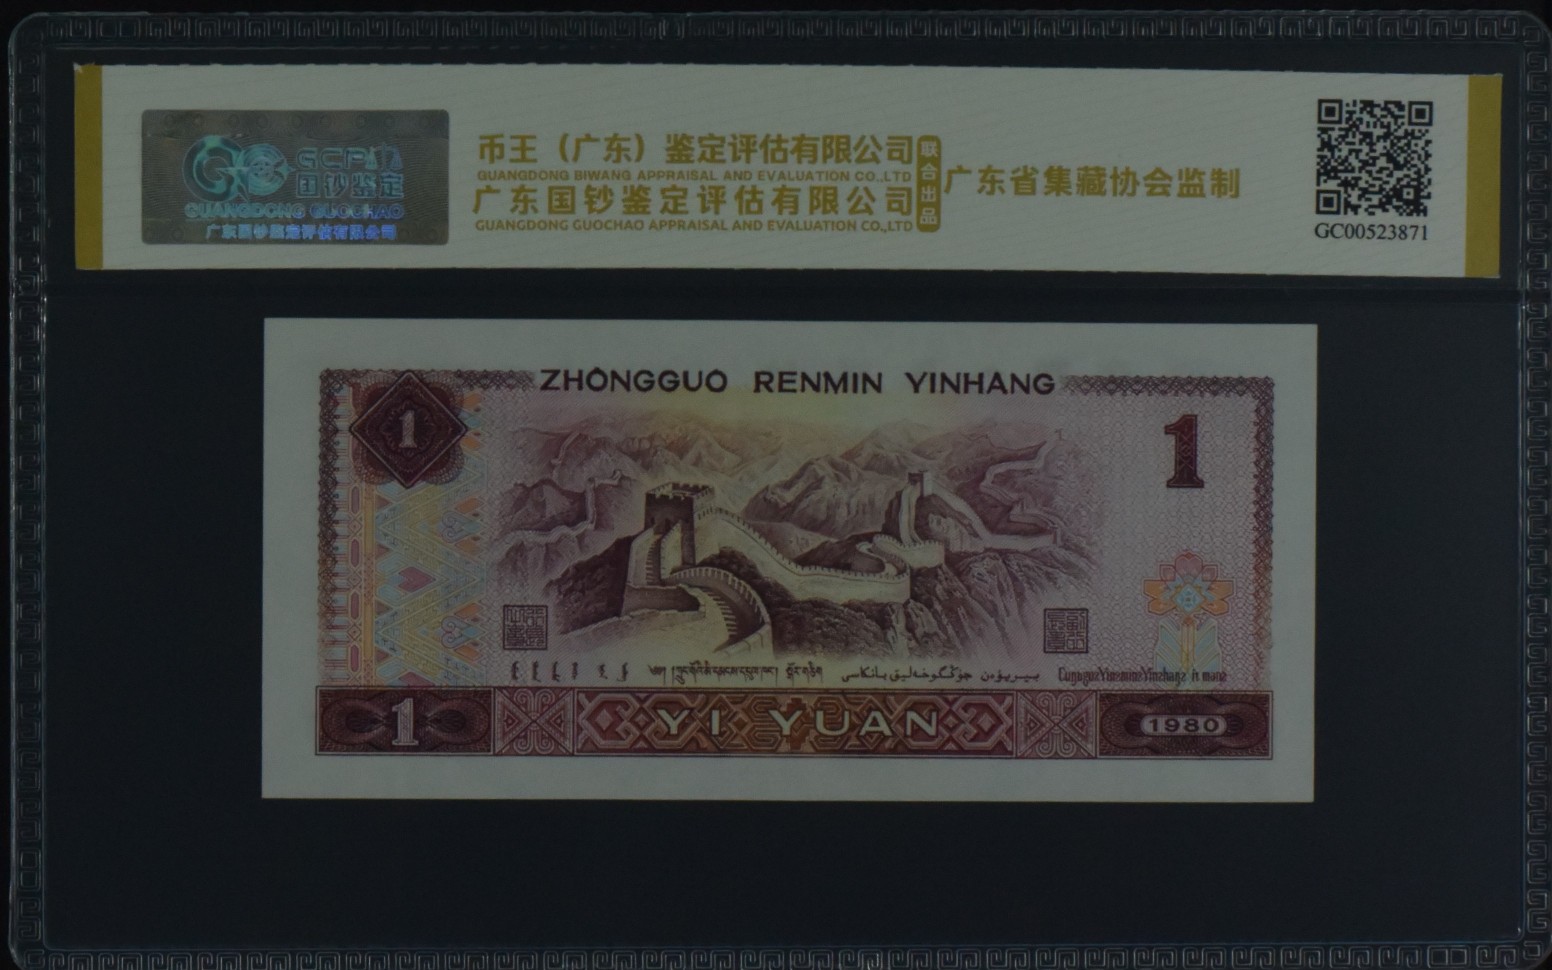 GCPA
国钞鉴定
GUANGDONG GUOCHAO
广东国钞鉴定评估有限公司
币王（广东）鉴定评估有限公司
GUANGDONG BIWANG APPRAISAL AND EVALUATION CO.,LTD
广东国钞鉴定评估有限公司
GUANGDONG GUOCHAO APPRAISAL AND EVALUATION CO.,LTD
联合出品
广东省集藏协会监制
GC00523871
ZHONGGUO RENMIN YINHANG
1
1
1
YI YUAN
1980